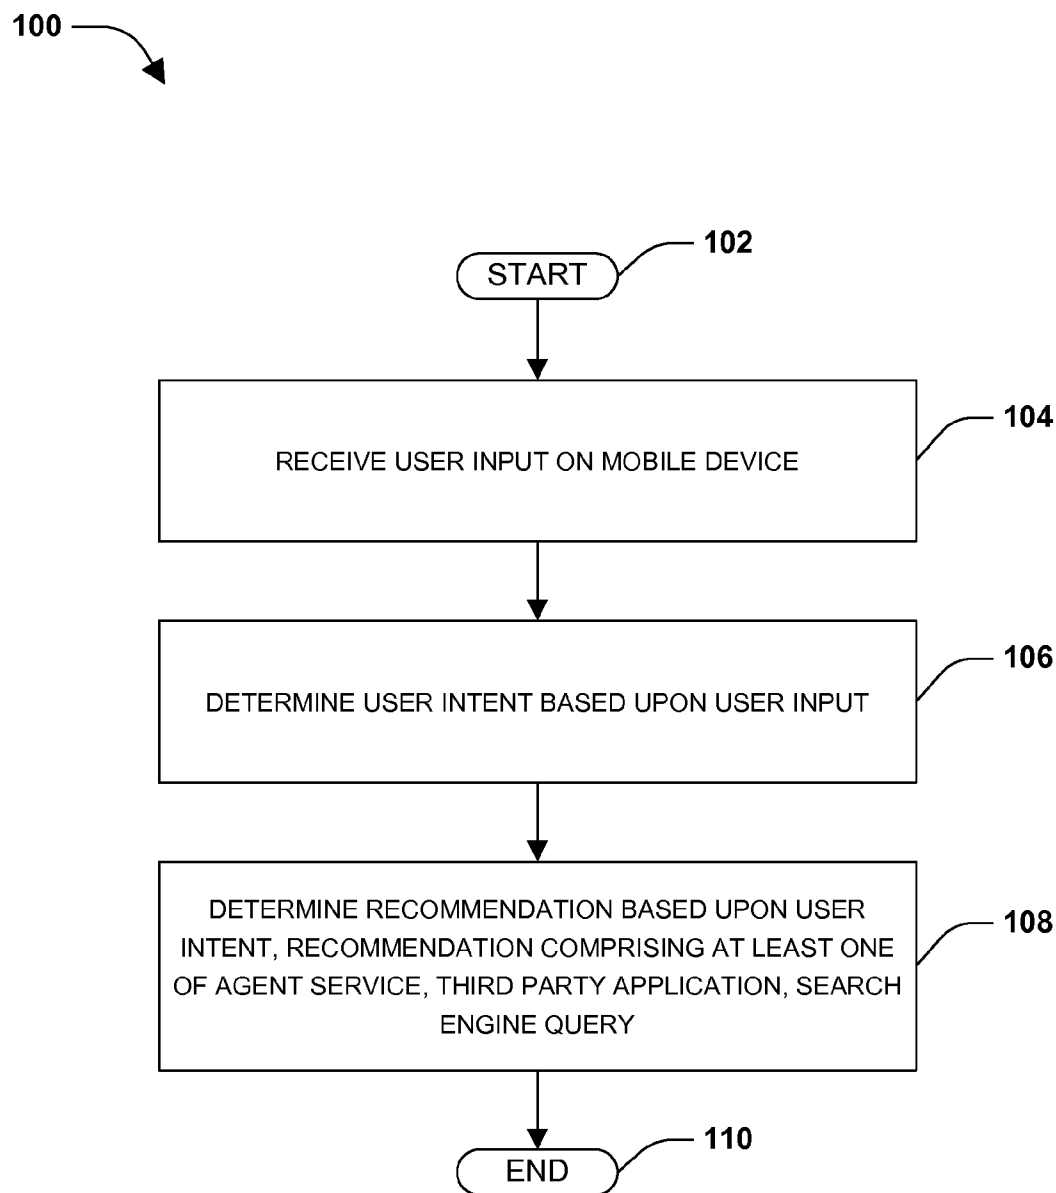 100
102
START
104
RECEIVE USER INPUT ON MOBILE DEVICE
106
DETERMINE USER INTENT BASED UPON USER INPUT
108
DETERMINE RECOMMENDATION BASED UPON USER
INTENT, RECOMMENDATION COMPRISING AT LEAST ONE
OF AGENT SERVICE, THIRD PARTY APPLICATION, SEARCH
ENGINE QUERY
110
END